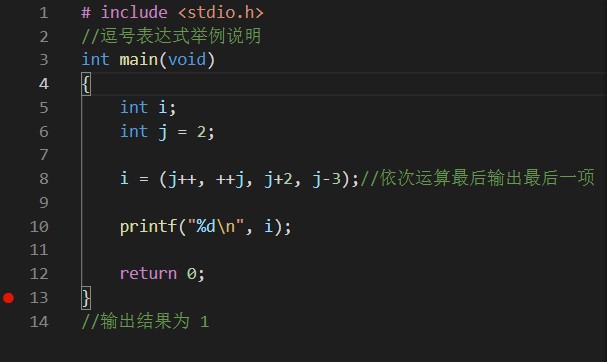 1 # include <stdio.h>
2 //逗号表达式举例说明
3 int main(void)
4 {
5 int i;
6 int j = 2;
7
8 i = (j++, ++j, j+2, j-3);//依次运算最后输出最后一项
9
10 printf("%d\n", i);
11
12 return 0;
13 }
14 //输出结果为 1